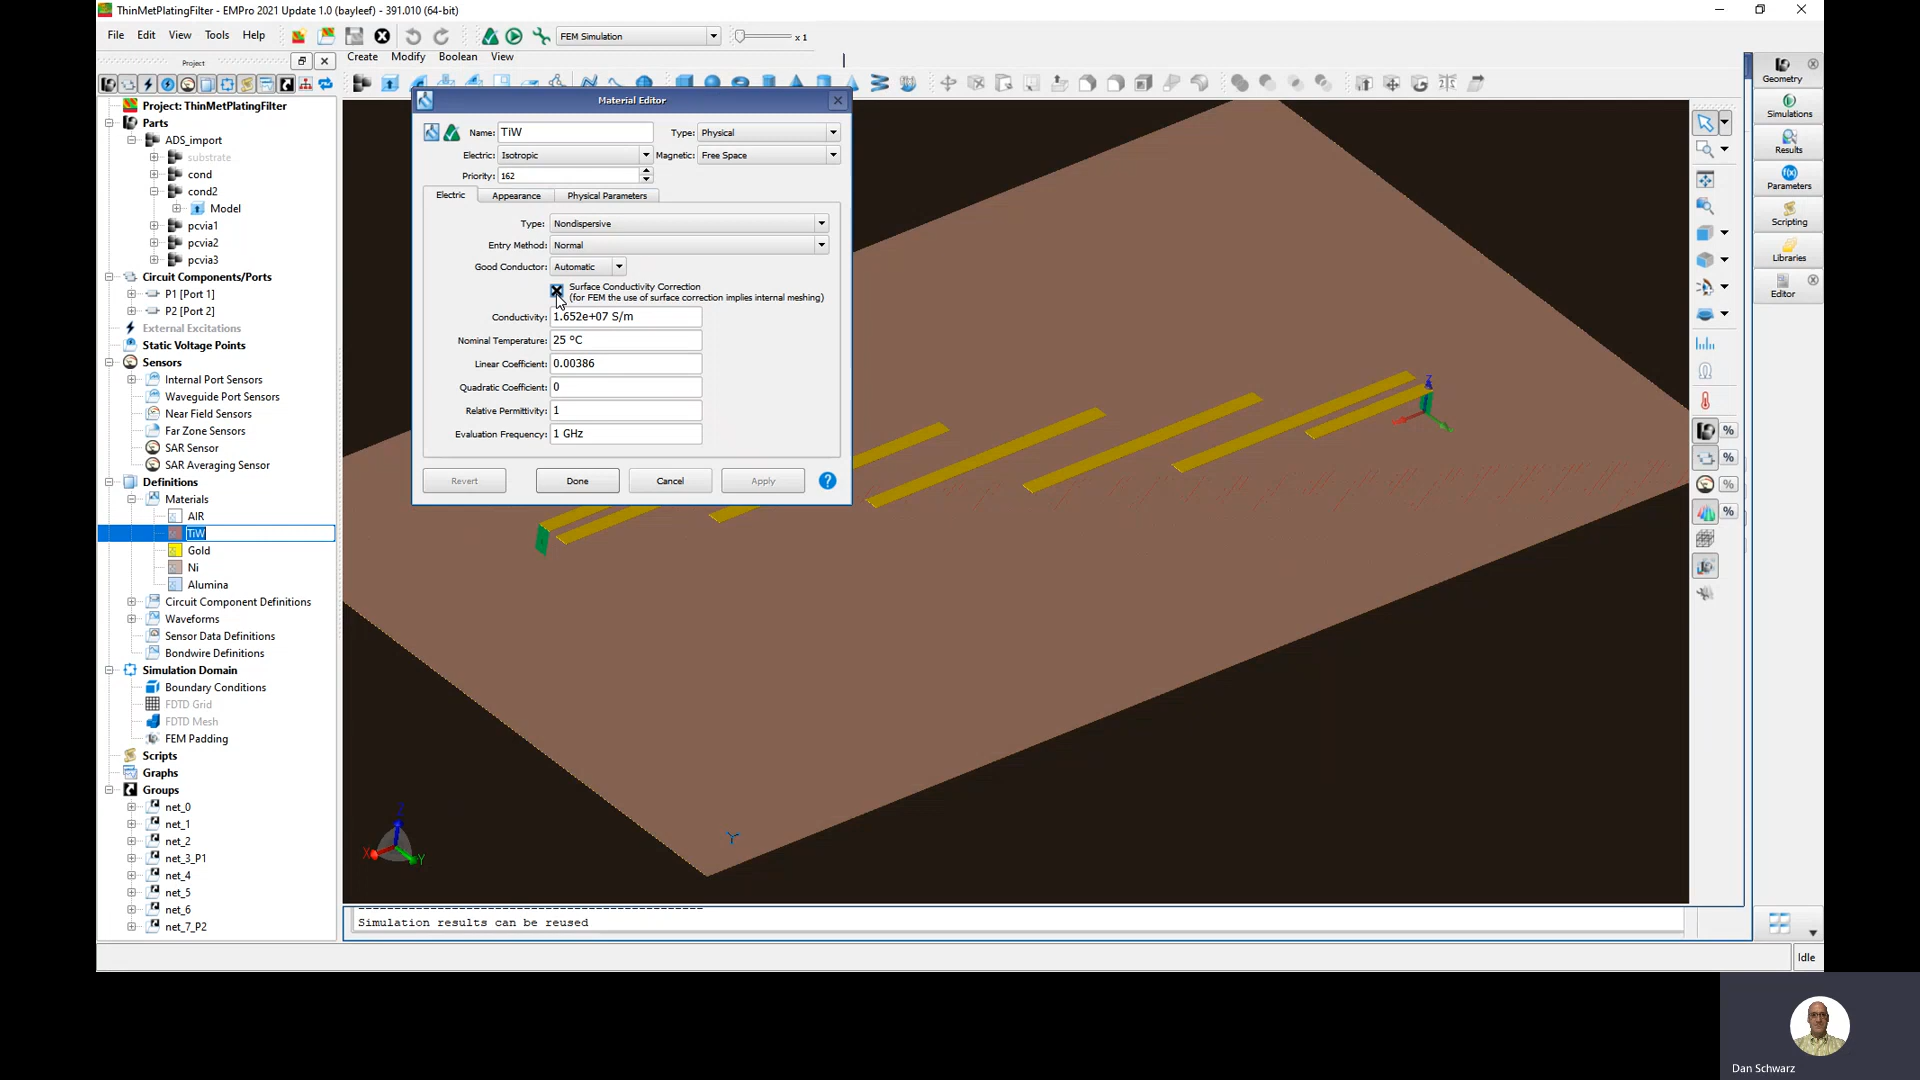 ThinMetPlatingFilter - EMPro 2021 Update 1.0 (bayleef) - 391.010 (64-bit)
File Edit View Tools Help
FEM Simulation
x 1
Project
Create Modify Boolean View
Project: ThinMetPlatingFilter
Parts
ADS_import
substrate
cond
cond2
Model
pcvia1
pcvia2
pcvia3
Circuit Components/Ports
P1 [Port 1]
P2 [Port 2]
External Excitations
Static Voltage Points
Sensors
Internal Port Sensors
Waveguide Port Sensors
Near Field Sensors
Far Zone Sensors
SAR Sensor
SAR Averaging Sensor
Definitions
Materials
AIR
TiW
Gold
Ni
Alumina
Circuit Component Definitions
Waveforms
Sensor Data Definitions
Bondwire Definitions
Simulation Domain
Boundary Conditions
FDTD Grid
FDTD Mesh
FEM Padding
Scripts
Graphs
Groups
net_0
net_1
net_2
net_3_P1
net_4
net_5
net_6
net_7_P2
Material Editor
Name: TiW Type: Physical
Electric: Isotropic Magnetic: Free Space
Priority: 162
Electric Appearance Physical Parameters
Type: Nondispersive
Entry Method: Normal
Good Conductor: Automatic
Surface Conductivity Correction
(for FEM the use of surface correction implies internal meshing)
Conductivity: 1.652e+07 S/m
Nominal Temperature: 25 ºC
Linear Coefficient: 0.00386
Quadratic Coefficient: 0
Relative Permittivity: 1
Evaluation Frequency: 1 GHz
Revert Done Cancel Apply ?
Z
Z
X
Y
Simulation results can be reused
%
%
%
%
Geometry
Simulations
Results
f(x)
Parameters
Scripting
Libraries
Editor
Idle
Dan Schwarz